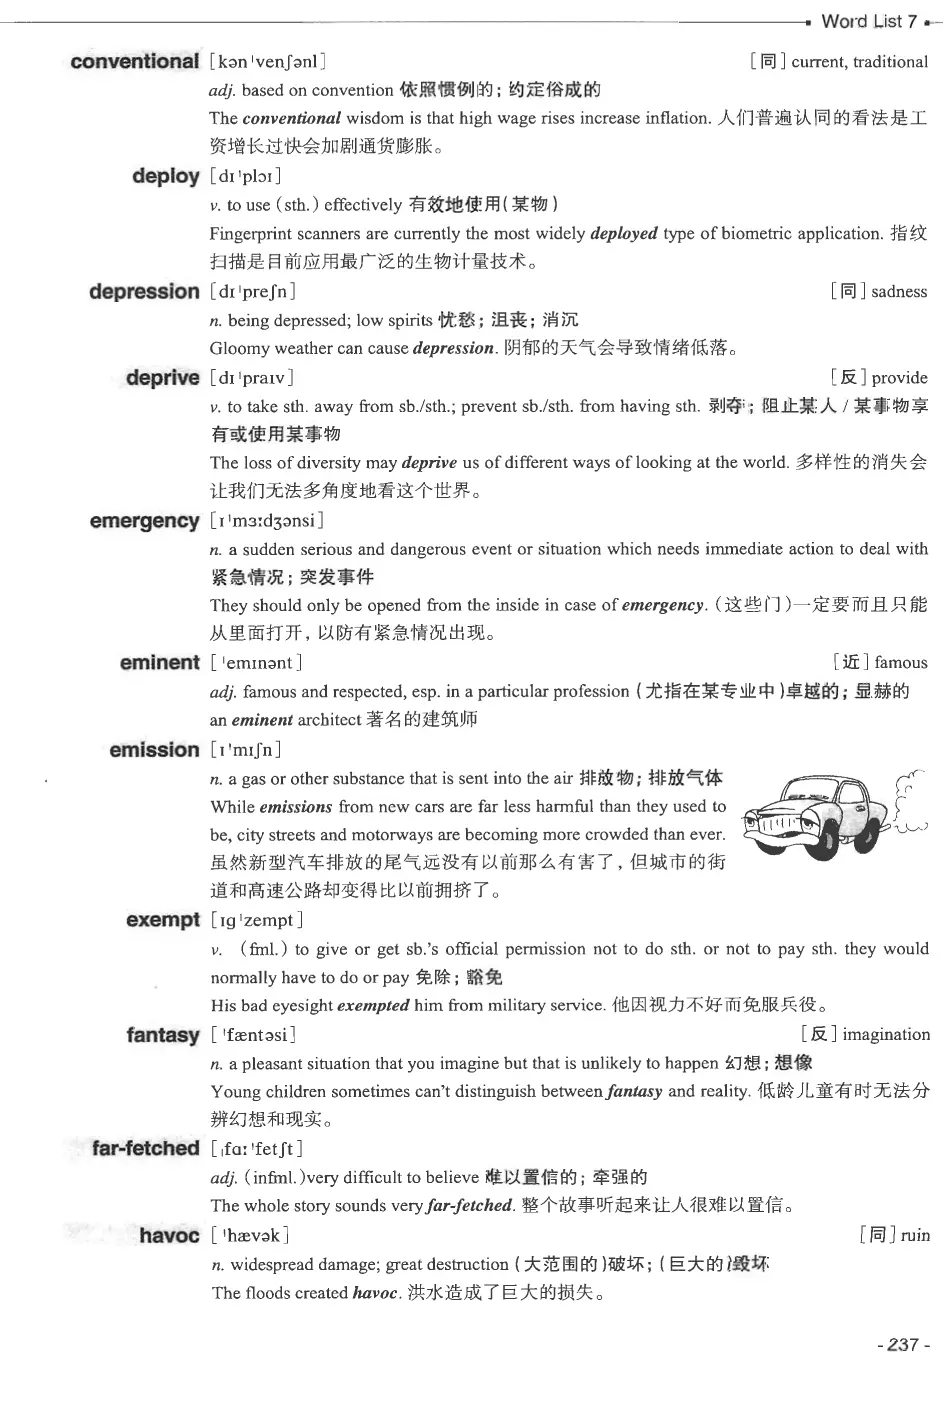 Word List 7
conventional [kən'venʃənl] [同] current, traditional
adj. based on convention 依照惯例的；约定俗成的
The conventional wisdom is that high wage rises increase inflation. 人们普遍认同的看法是工
资增长过快会加剧通货膨胀。
deploy [dɪ'plɔɪ]
v. to use (sth.) effectively 有效地使用(某物)
Fingerprint scanners are currently the most widely deployed type of biometric application. 指纹
扫描是目前应用最广泛的生物计量技术。
depression [dɪ'preʃn] [同] sadness
n. being depressed; low spirits 忧愁；沮丧；消沉
Gloomy weather can cause depression. 阴郁的天气会导致情绪低落。
deprive [dɪ'praɪv] [反] provide
v. to take sth. away from sb./sth.; prevent sb./sth. from having sth. 剥夺；阻止某人 / 某事物享
有或使用某事物
The loss of diversity may deprive us of different ways of looking at the world. 多样性的消失会
让我们无法多角度地看这个世界。
emergency [ɪ'mɜːdʒənsi]
n. a sudden serious and dangerous event or situation which needs immediate action to deal with
紧急情况；突发事件
They should only be opened from the inside in case of emergency. (这些门)一定要而且只能
从里面打开，以防有紧急情况出现。
eminent ['emɪnənt] [近] famous
adj. famous and respected, esp. in a particular profession (尤指在某专业中)卓越的；显赫的
an eminent architect 著名的建筑师
emission [ɪ'mɪʃn]
n. a gas or other substance that is sent into the air 排放物；排放气体
While emissions from new cars are far less harmful than they used to
be, city streets and motorways are becoming more crowded than ever.
虽然新型汽车排放的尾气远没有以前那么有害了，但城市的街
道和高速公路却变得比以前拥挤了。
exempt [ɪg'zempt]
v. (fml.) to give or get sb.'s official permission not to do sth. or not to pay sth. they would
normally have to do or pay 免除；豁免
His bad eyesight exempted him from military service. 他因视力不好而免服兵役。
fantasy ['fæntəsi] [反] imagination
n. a pleasant situation that you imagine but that is unlikely to happen 幻想；想像
Young children sometimes can't distinguish between fantasy and reality. 低龄儿童有时无法分
辨幻想和现实。
far-fetched [ˌfɑː'fetʃt]
adj. (infml.)very difficult to believe 难以置信的；牵强的
The whole story sounds very far-fetched. 整个故事听起来让人很难以置信。
havoc ['hævək] [同] ruin
n. widespread damage; great destruction (大范围的)破坏；(巨大的)毁坏
The floods created havoc. 洪水造成了巨大的损失。
- 237 -